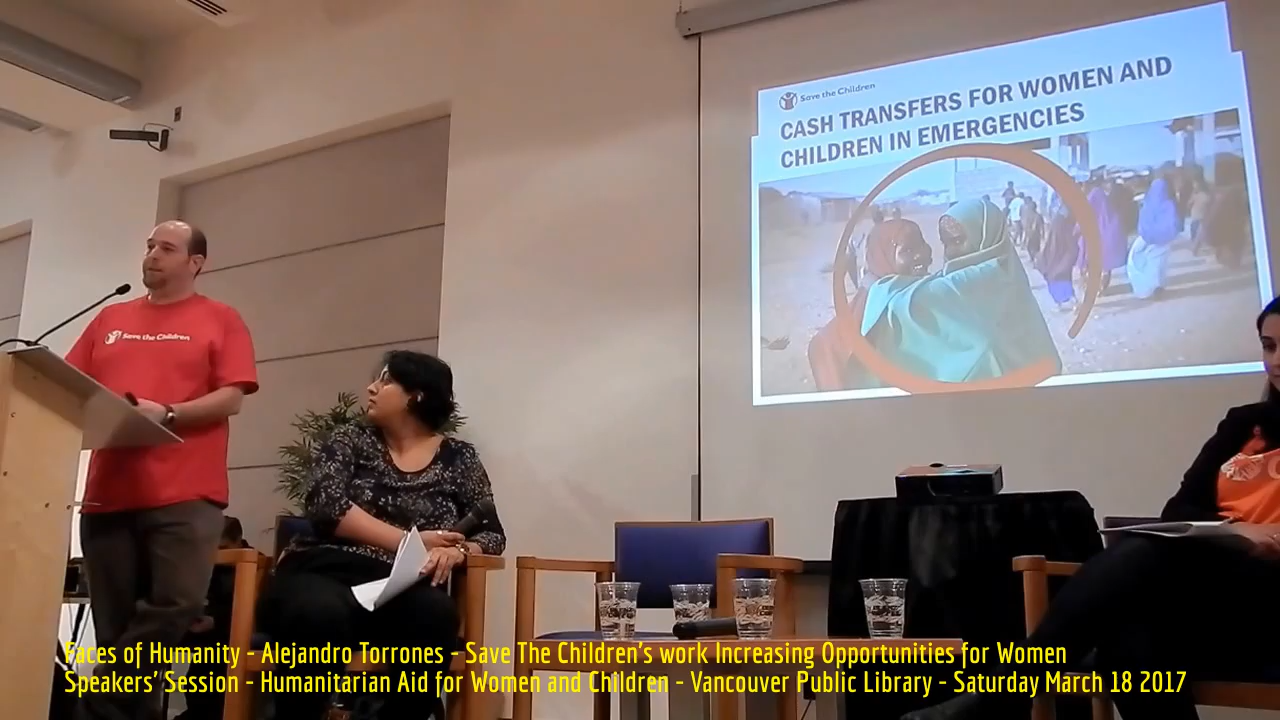 Save the Children
CASH TRANSFERS FOR WOMEN AND
CHILDREN IN EMERGENCIES
Save the Children
Faces of Humanity - Alejandro Torrones - Save The Children's work Increasing Opportunities for Women
Speakers' Session - Humanitarian Aid for Women and Children - Vancouver Public Library - Saturday March 18 2017